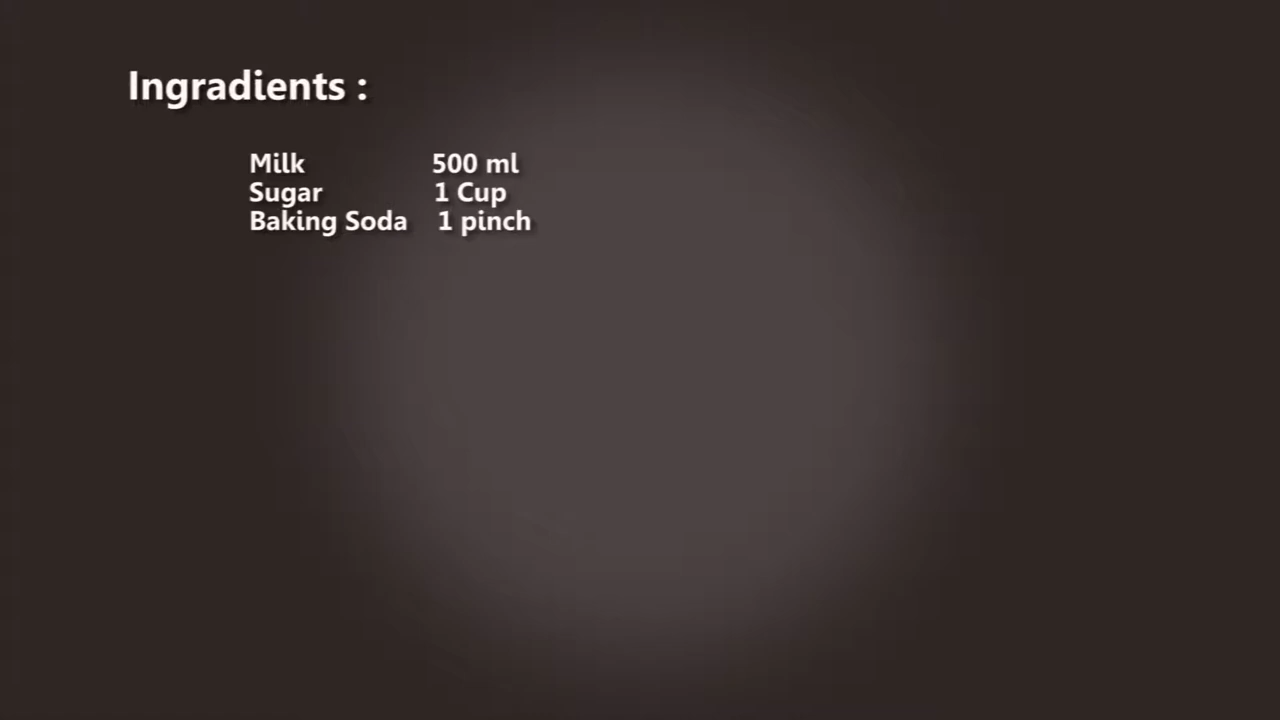 Ingradients :
Milk 500 ml
Sugar 1 Cup
Baking Soda 1 pinch